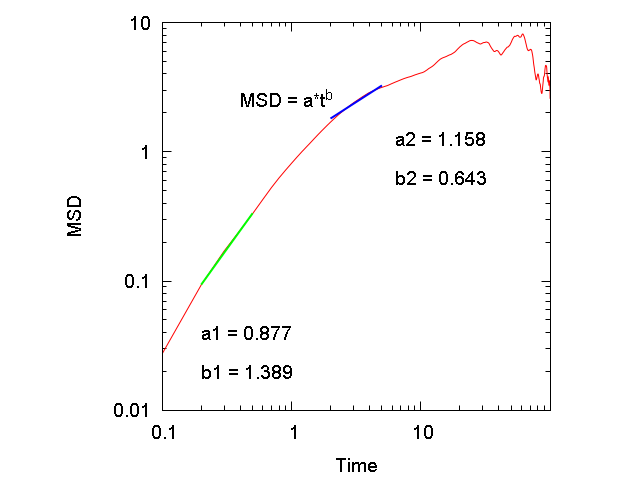 10
MSD = a*t^b
a2 = 1.158
1
b2 = 0.643
MSD
0.1
a1 = 0.877
b1 = 1.389
0.01
0.1 1 10
Time